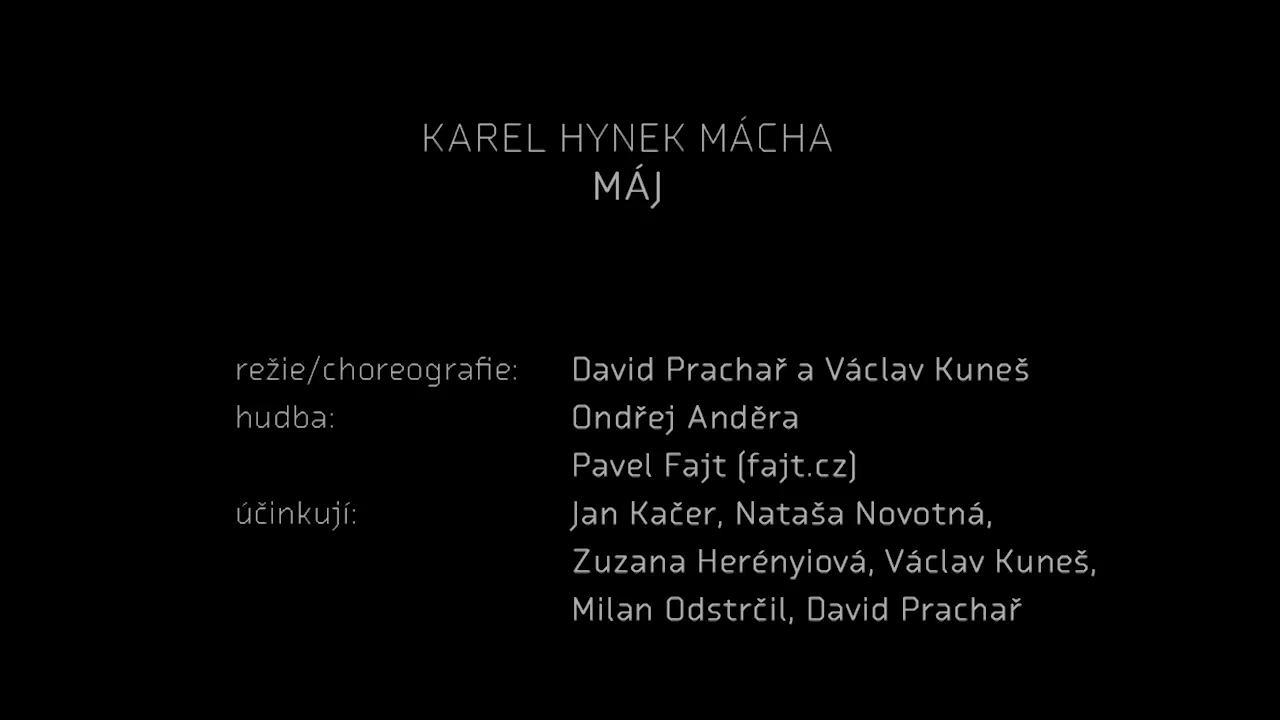 KAREL HYNEK MÁCHA
MÁJ
režie/choreografie: David Prachař a Václav Kuneš
hudba: Ondřej Anděra
Pavel Fajt (fajt.cz)
účinkují: Jan Kačer, Nataša Novotná,
Zuzana Herényiová, Václav Kuneš,
Milan Odstrčil, David Prachař